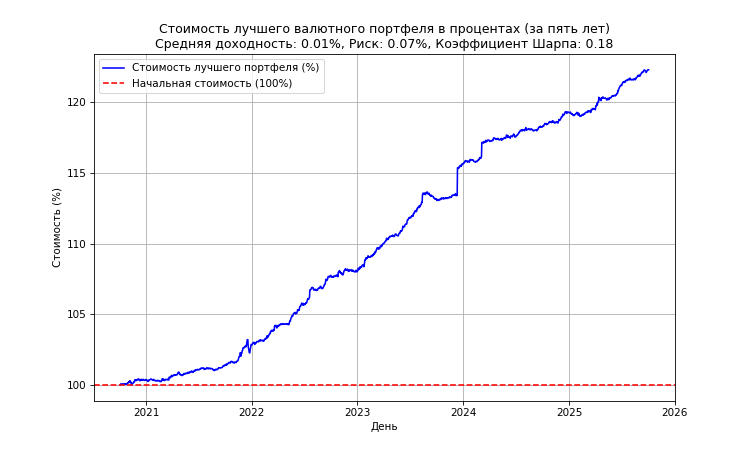 Стоимость лучшего валютного портфеля в процентах (за пять лет)
Средняя доходность: 0.01%, Риск: 0.07%, Коэффициент Шарпа: 0.18
Стоимость лучшего портфеля (%)
Начальная стоимость (100%)
Стоимость (%)
120
115
110
105
100
2021
2022
2023
2024
2025
2026
День